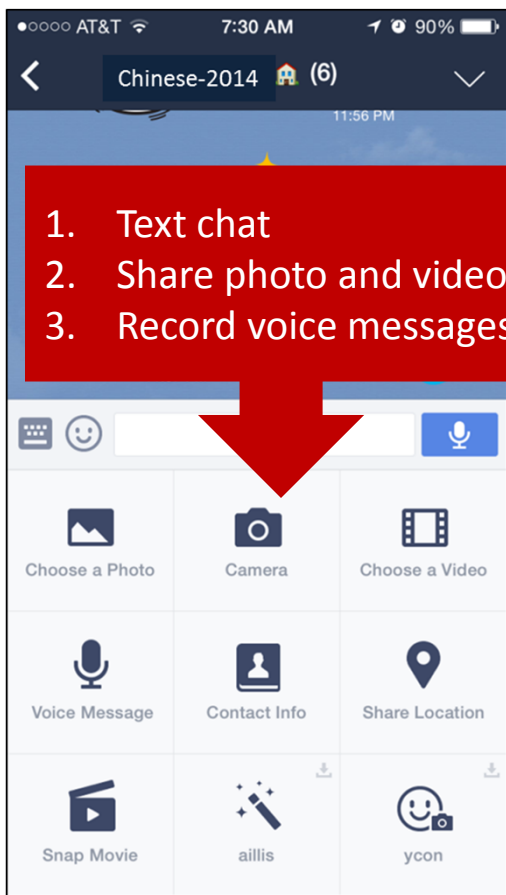 AT&T 7:30 AM 90%
Chinese-2014 (6)
11:56 PM
1. Text chat
2. Share photo and video
3. Record voice messages
Choose a Photo Camera Choose a Video
Voice Message Contact Info Share Location
Snap Movie aillis ycon